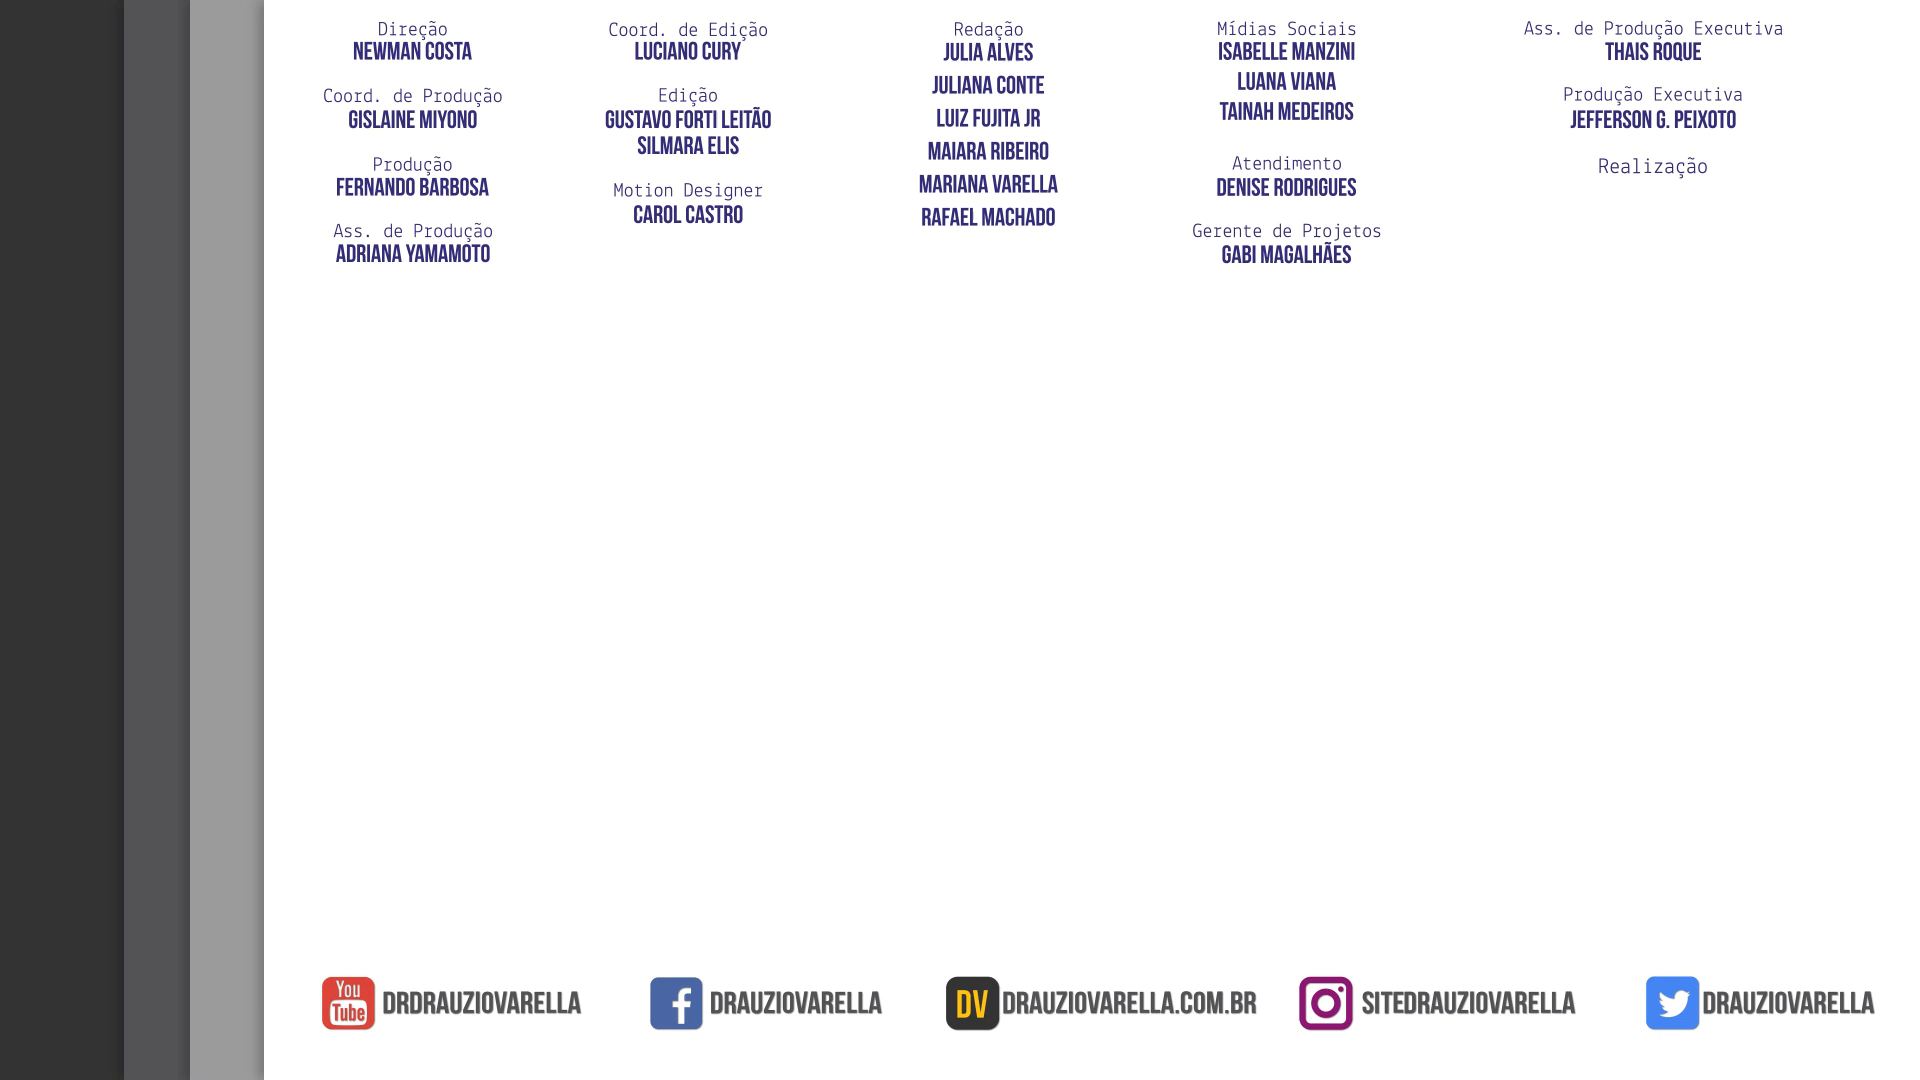 Direção
NEWMAN COSTA
Coord. de Produção
GISLAINE MIYONO
Produção
FERNANDO BARBOSA
Ass. de Produção
ADRIANA YAMAMOTO
Coord. de Edição
LUCIANO CURY
Edição
GUSTAVO FORTI LEITÃO
SILMARA ELIS
Motion Designer
CAROL CASTRO
Redação
JULIA ALVES
JULIANA CONTE
LUIZ FUJITA JR
MAIARA RIBEIRO
MARIANA VARELLA
RAFAEL MACHADO
Mídias Sociais
ISABELLE MANZINI
LUANA VIANA
TAINAH MEDEIROS
Atendimento
DENISE RODRIGUES
Gerente de Projetos
GABI MAGALHÃES
Ass. de Produção Executiva
THAIS ROQUE
Produção Executiva
JEFFERSON G. PEIXOTO
Realização
You Tube DRDRAUZIOVARELLA
f DRAUZIOVARELLA
DV DRAUZIOVARELLA.COM.BR
SITEDRAUZIOVARELLA
DRAUZIOVARELLA